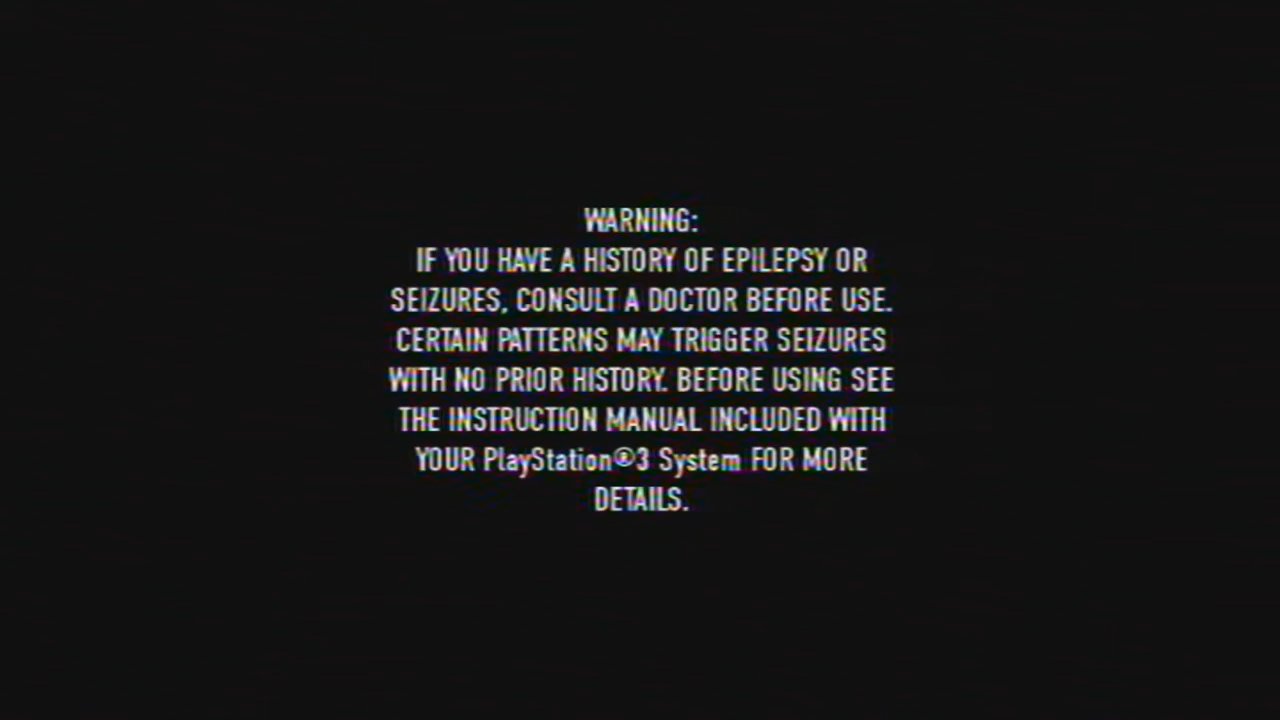 WARNING:
IF YOU HAVE A HISTORY OF EPILEPSY OR
SEIZURES, CONSULT A DOCTOR BEFORE USE.
CERTAIN PATTERNS MAY TRIGGER SEIZURES
WITH NO PRIOR HISTORY. BEFORE USING SEE
THE INSTRUCTION MANUAL INCLUDED WITH
YOUR PlayStation®3 System FOR MORE
DETAILS.